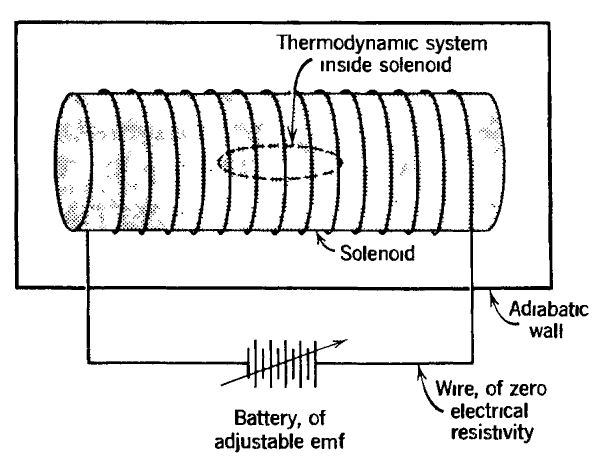 Thermodynamic system
inside solenoid
Solenoid
Adiabatic
wall
Wire, of zero
electrical
resistivity
Battery, of
adjustable emf